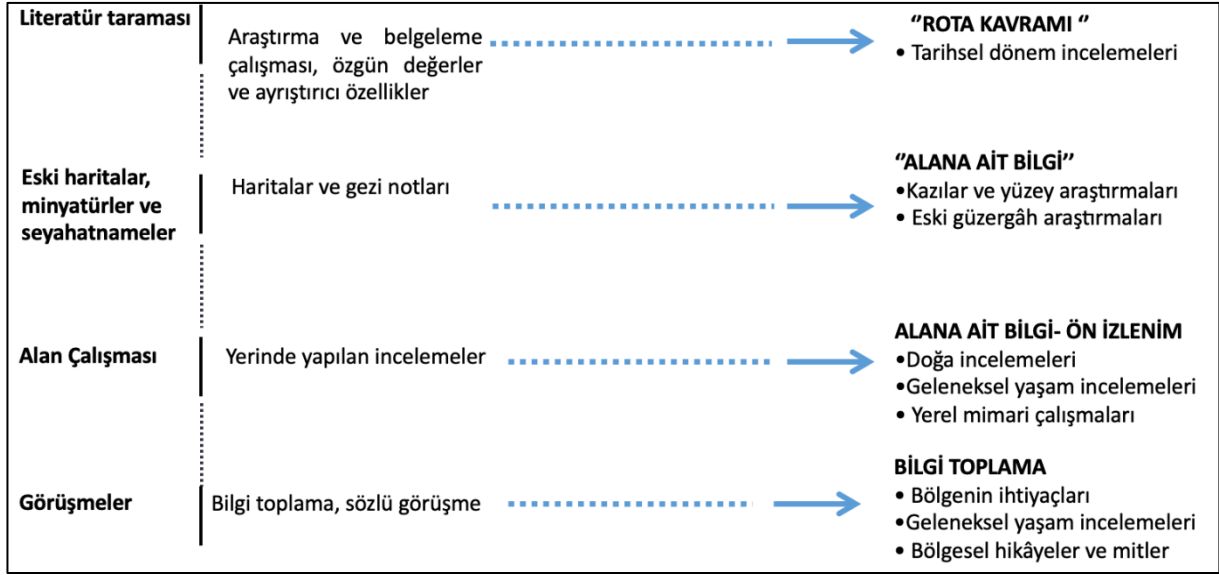 Literatür taraması
Araştırma ve belgeleme
çalışması, özgün değerler
ve ayrıştırıcı özellikler
‘’ROTA KAVRAMI ‘’
• Tarihsel dönem incelemeleri
Eski haritalar,
minyatürler ve
seyahatnameler
Haritalar ve gezi notları
‘’ALANA AİT BİLGİ’’
•Kazılar ve yüzey araştırmaları
• Eski güzergâh araştırmaları
Alan Çalışması
Yerinde yapılan incelemeler
ALANA AİT BİLGİ- ÖN İZLENİM
•Doğa incelemeleri
•Geleneksel yaşam incelemeleri
• Yerel mimari çalışmaları
Görüşmeler
Bilgi toplama, sözlü görüşme
BİLGİ TOPLAMA
• Bölgenin ihtiyaçları
•Geleneksel yaşam incelemeleri
• Bölgesel hikâyeler ve mitler